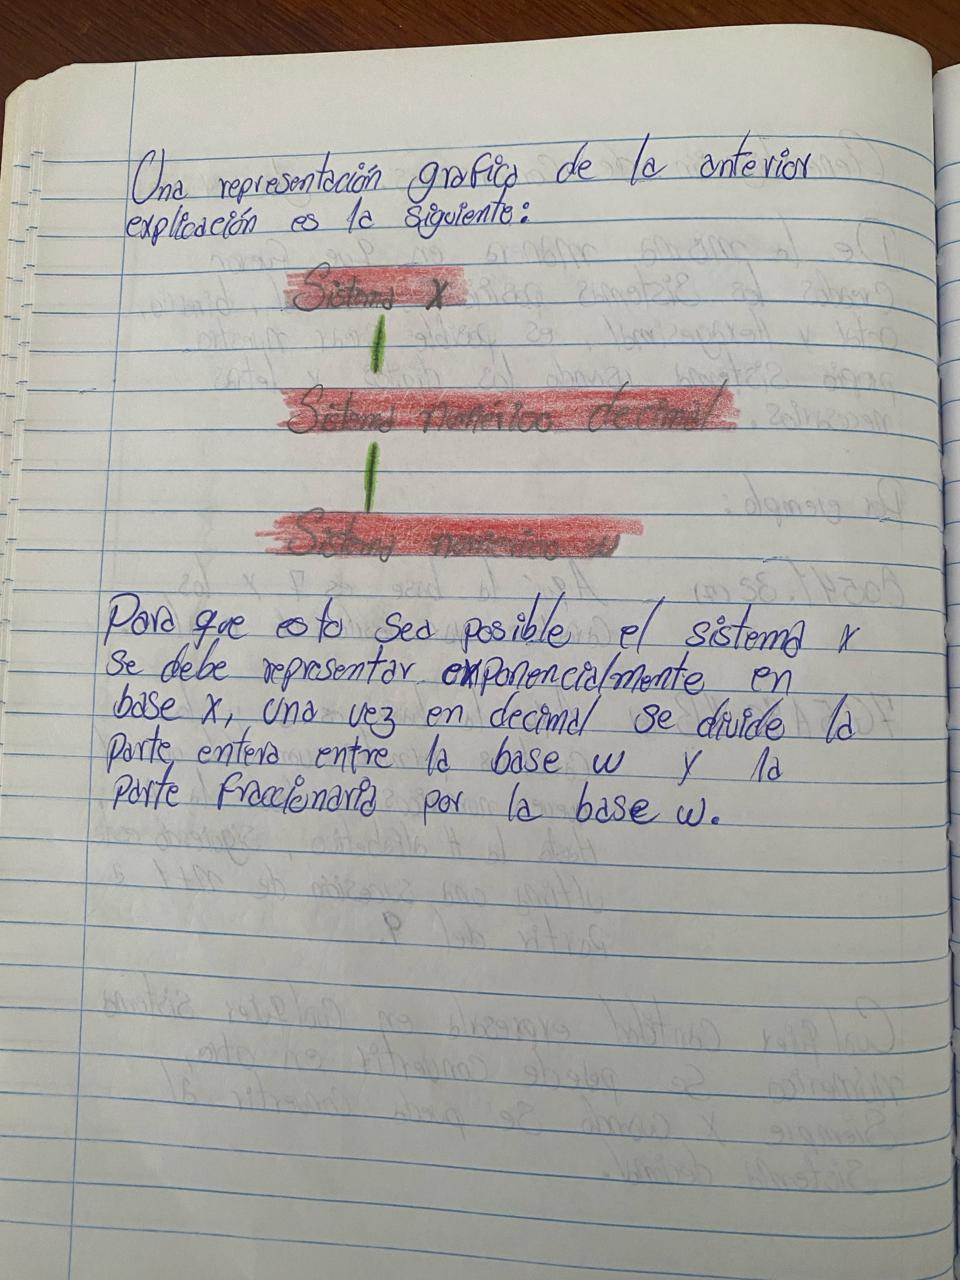 Una representación grafica de la anterior
explicación es la siguiente:
Sistema X
Sistema numérico decimal
Sistema numérico w
Para que esto sea posible el sistema x
se debe representar exponencialmente en
base x, una vez en decimal se divide la
parte entera entre la base w y la
parte fraccionaria por la base w.